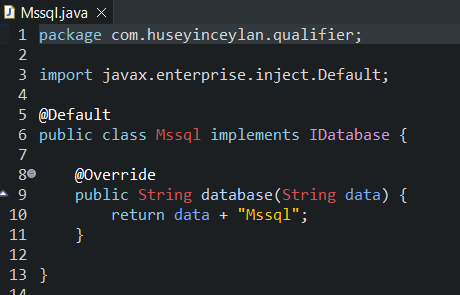 Mssql.java
1 package com.huseyinceylan.qualifier;
2
3 import javax.enterprise.inject.Default;
4
5 @Default
6 public class Mssql implements IDatabase {
7
8     @Override
9     public String database(String data) {
10         return data + "Mssql";
11     }
12
13 }
14